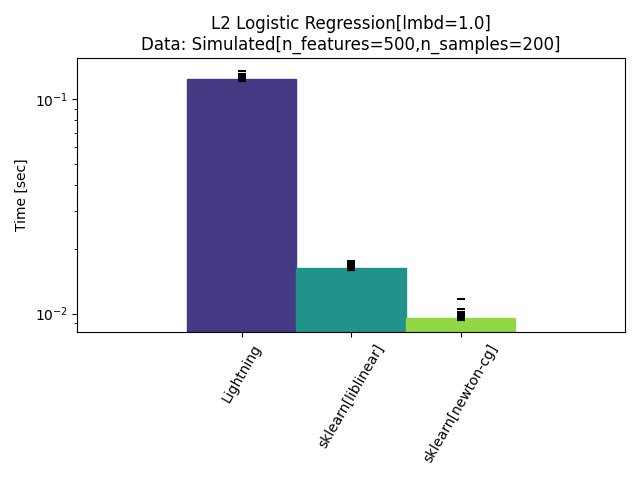 L2 Logistic Regression[lmbd=1.0]
Data: Simulated[n_features=500,n_samples=200]
Time [sec]
10⁻¹
10⁻²
Lightning
sklearn[liblinear]
sklearn[newton-cg]